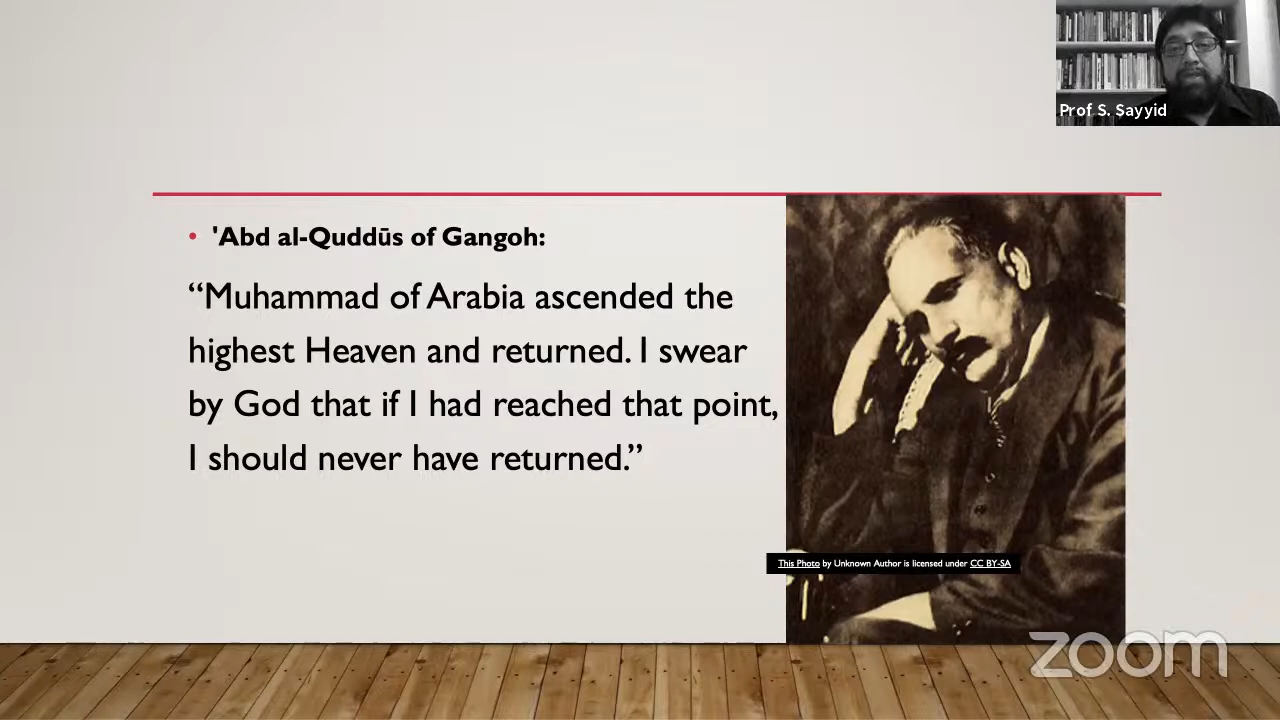 Prof S. Sayyid
• 'Abd al-Quddūs of Gangoh:
“Muhammad of Arabia ascended the
highest Heaven and returned. I swear
by God that if I had reached that point,
I should never have returned.”
This Photo by Unknown Author is licensed under CC BY-SA
zoom